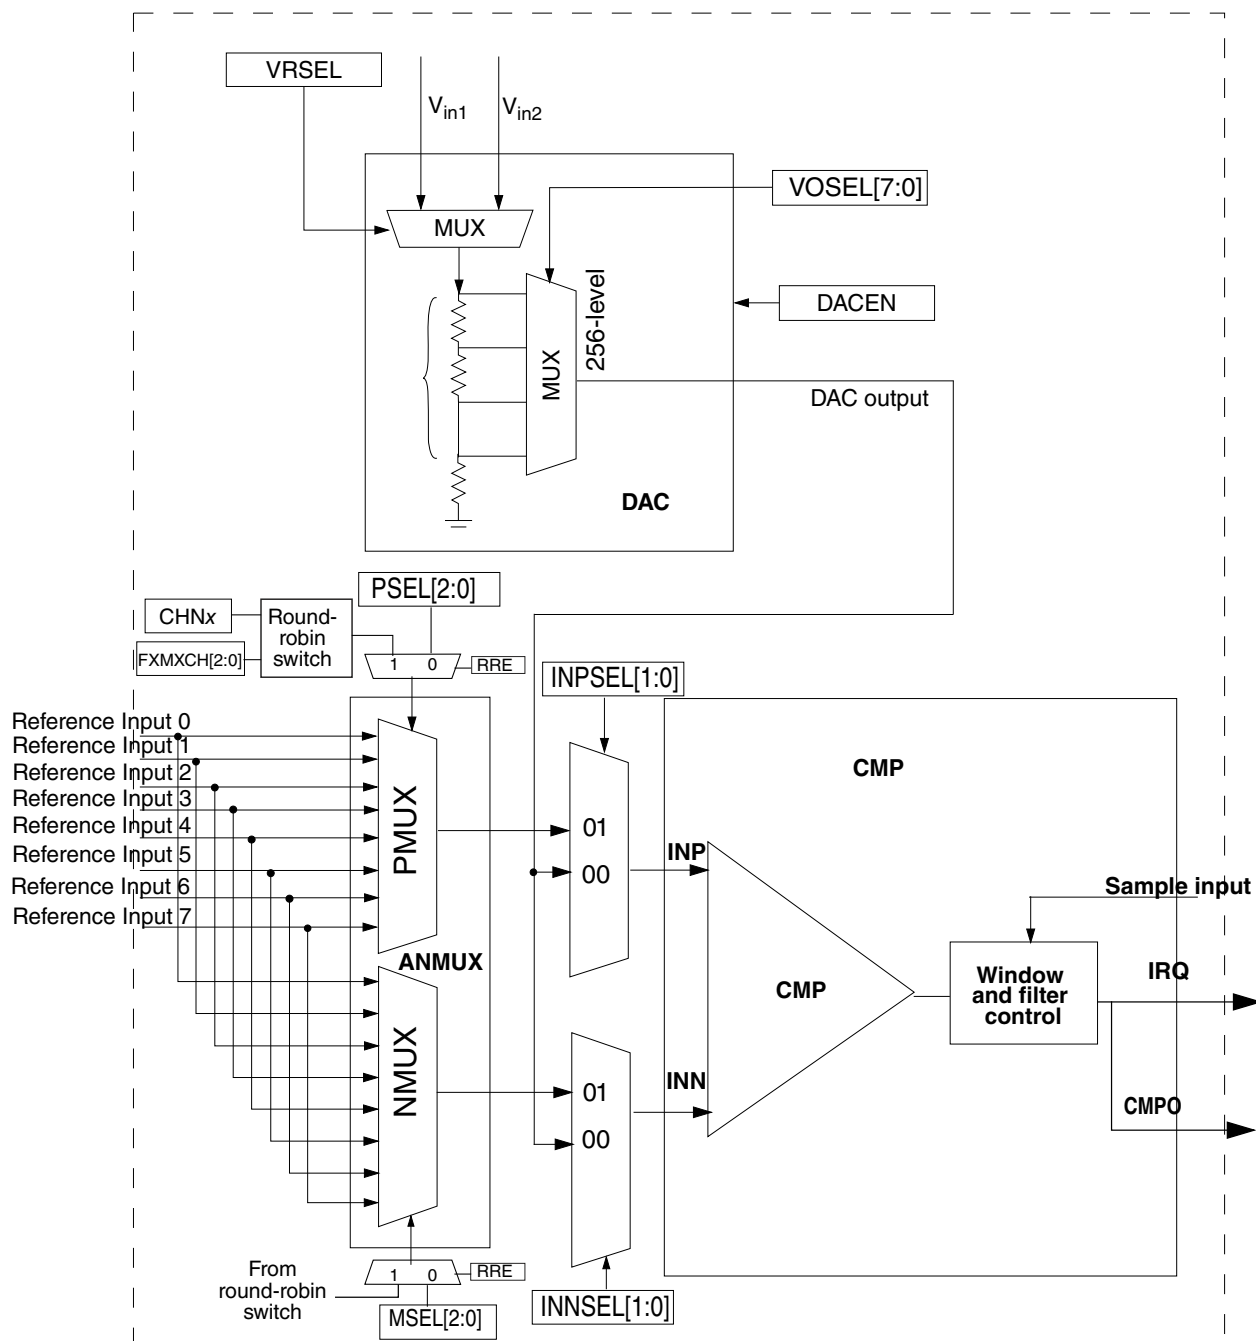 VRSEL
Vin1
Vin2
VOSEL[7:0]
MUX
256-level
MUX
DACEN
DAC output
DAC
PSEL[2:0]
CHNx
Round-
robin
switch
FXMXCH[2:0]
1 0
RRE
INPSEL[1:0]
Reference Input 0
Reference Input 1
Reference Input 2
Reference Input 3
Reference Input 4
Reference Input 5
Reference Input 6
Reference Input 7
PMUX
01
00
CMP
INP
Sample input
ANMUX
NMUX
CMP
Window
and filter
control
IRQ
01
00
INN
CMPO
From
round-robin
switch
1 0
RRE
MSEL[2:0]
INNSEL[1:0]